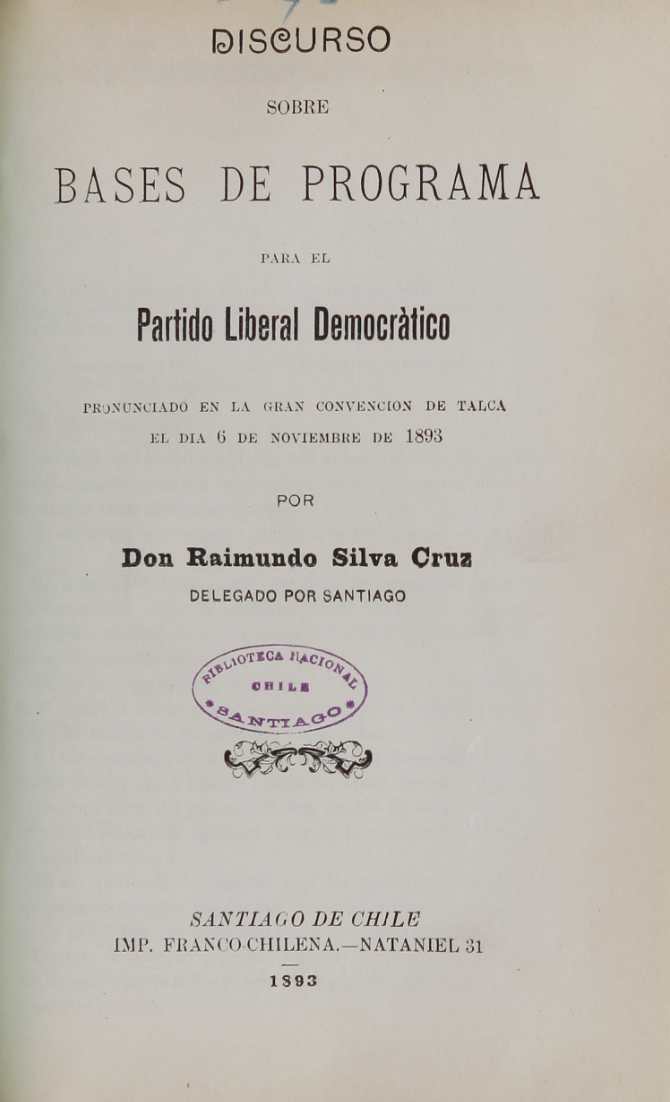 DISCURSO
SOBRE
BASES DE PROGRAMA
PARA EL
Partido Liberal Democràtico
PRONUNCIADO EN LA GRAN CONVENCION DE TALCA
EL DIA 6 DE NOVIEMBRE DE 1893
POR
Don Raimundo Silva Cruz
DELEGADO POR SANTIAGO
BIBLIOTECA NACIONAL
CHILE
* SANTIAGO *
SANTIAGO DE CHILE
IMP. FRANCO-CHILENA.—NATANIEL 31
1893